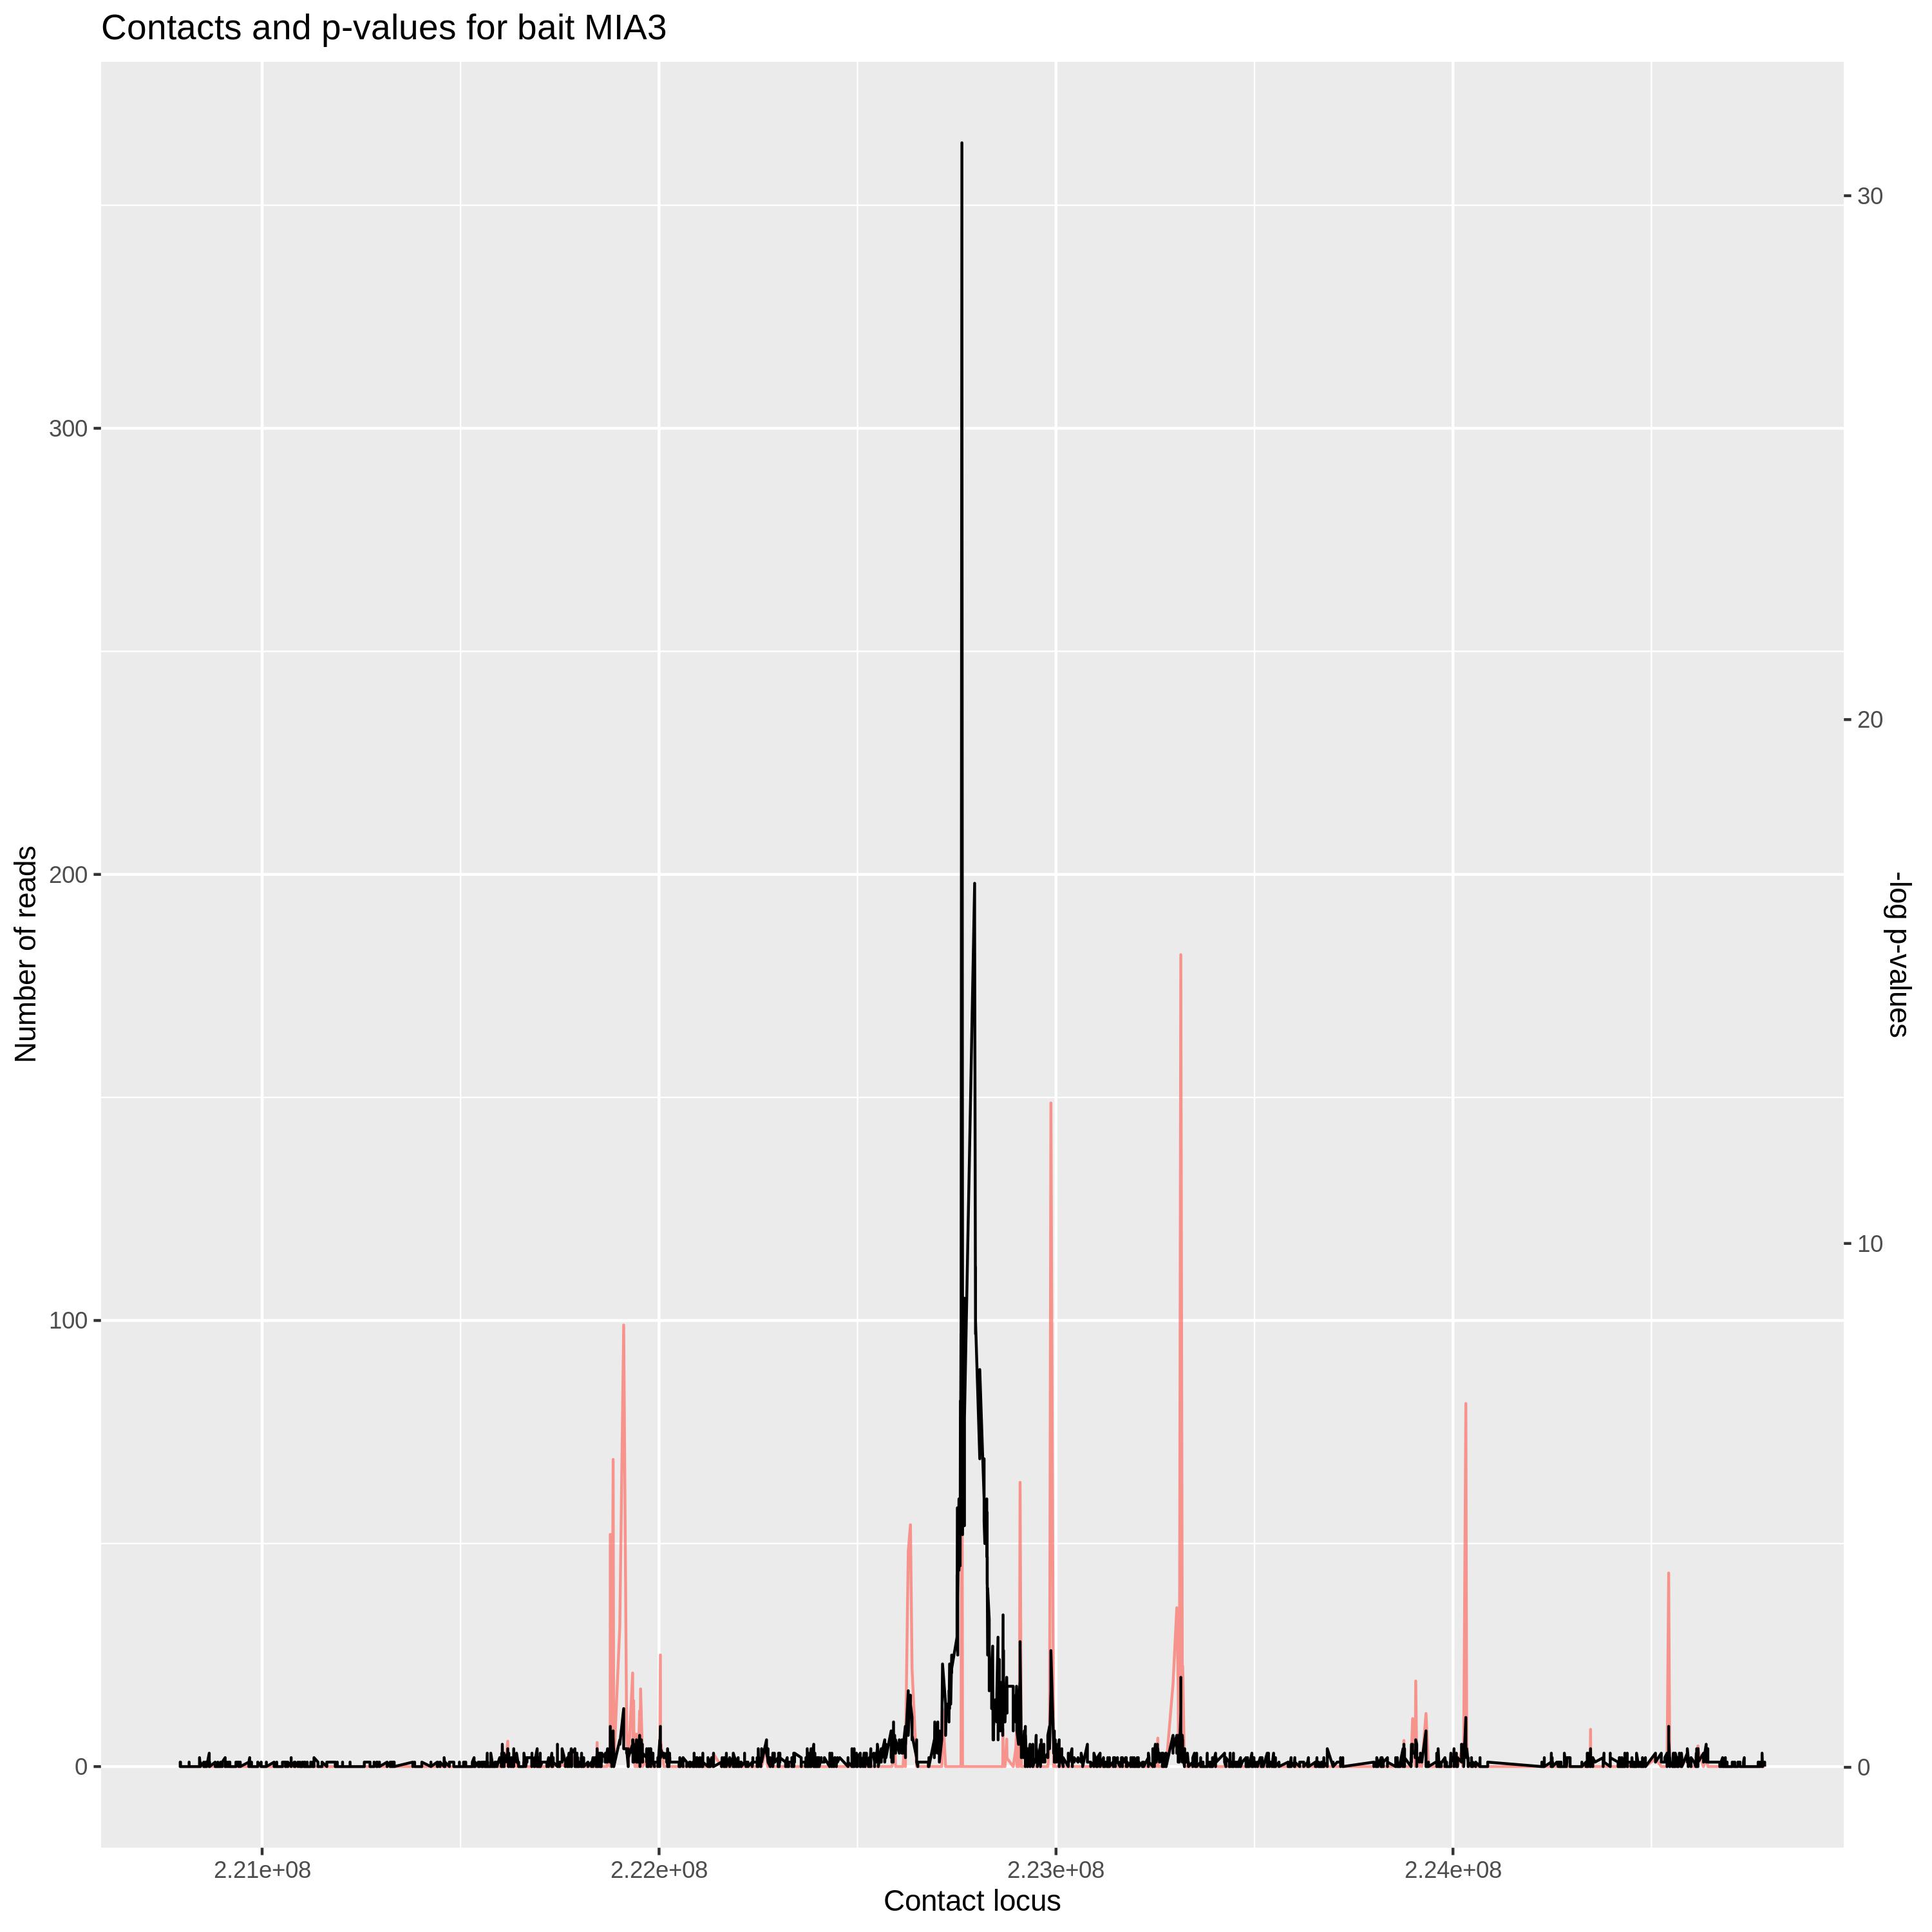 Contacts and p-values for bait MIA3
Number of reads
300
200
100
0
30
20
10
0
-log p-values
2.21e+08 2.22e+08 2.23e+08 2.24e+08
Contact locus